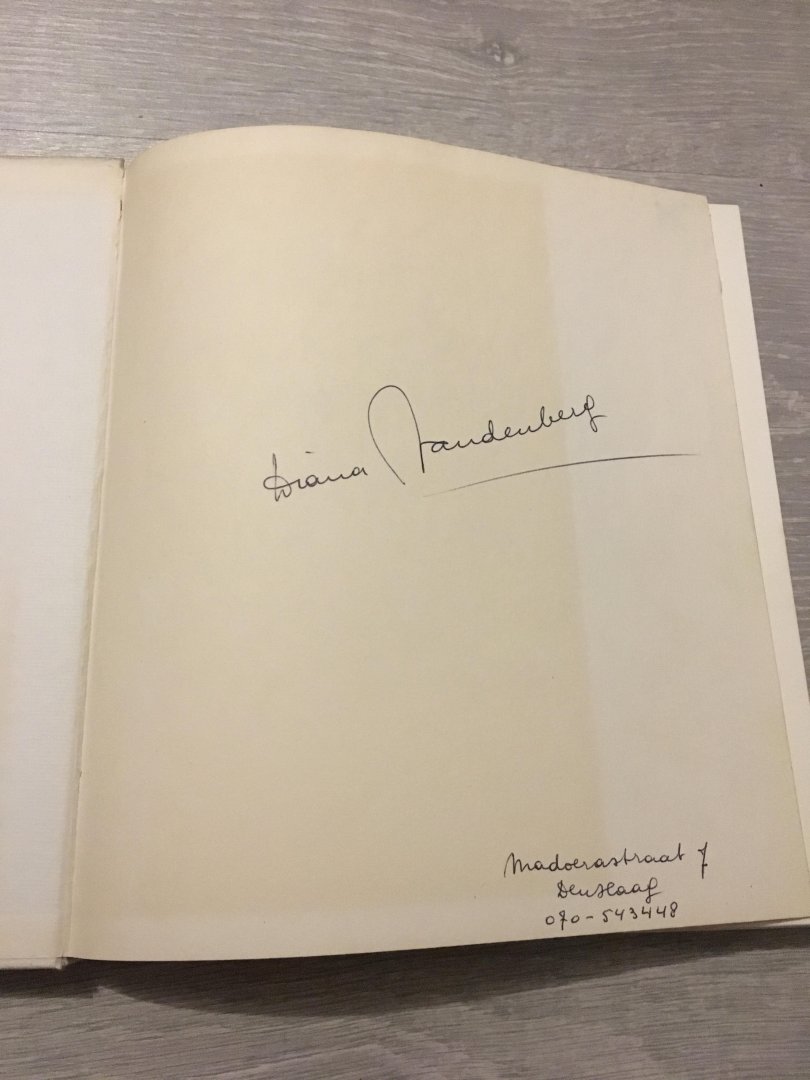 Diana Vandenberg
Madoerastraat 7
Den Haag
070-543448